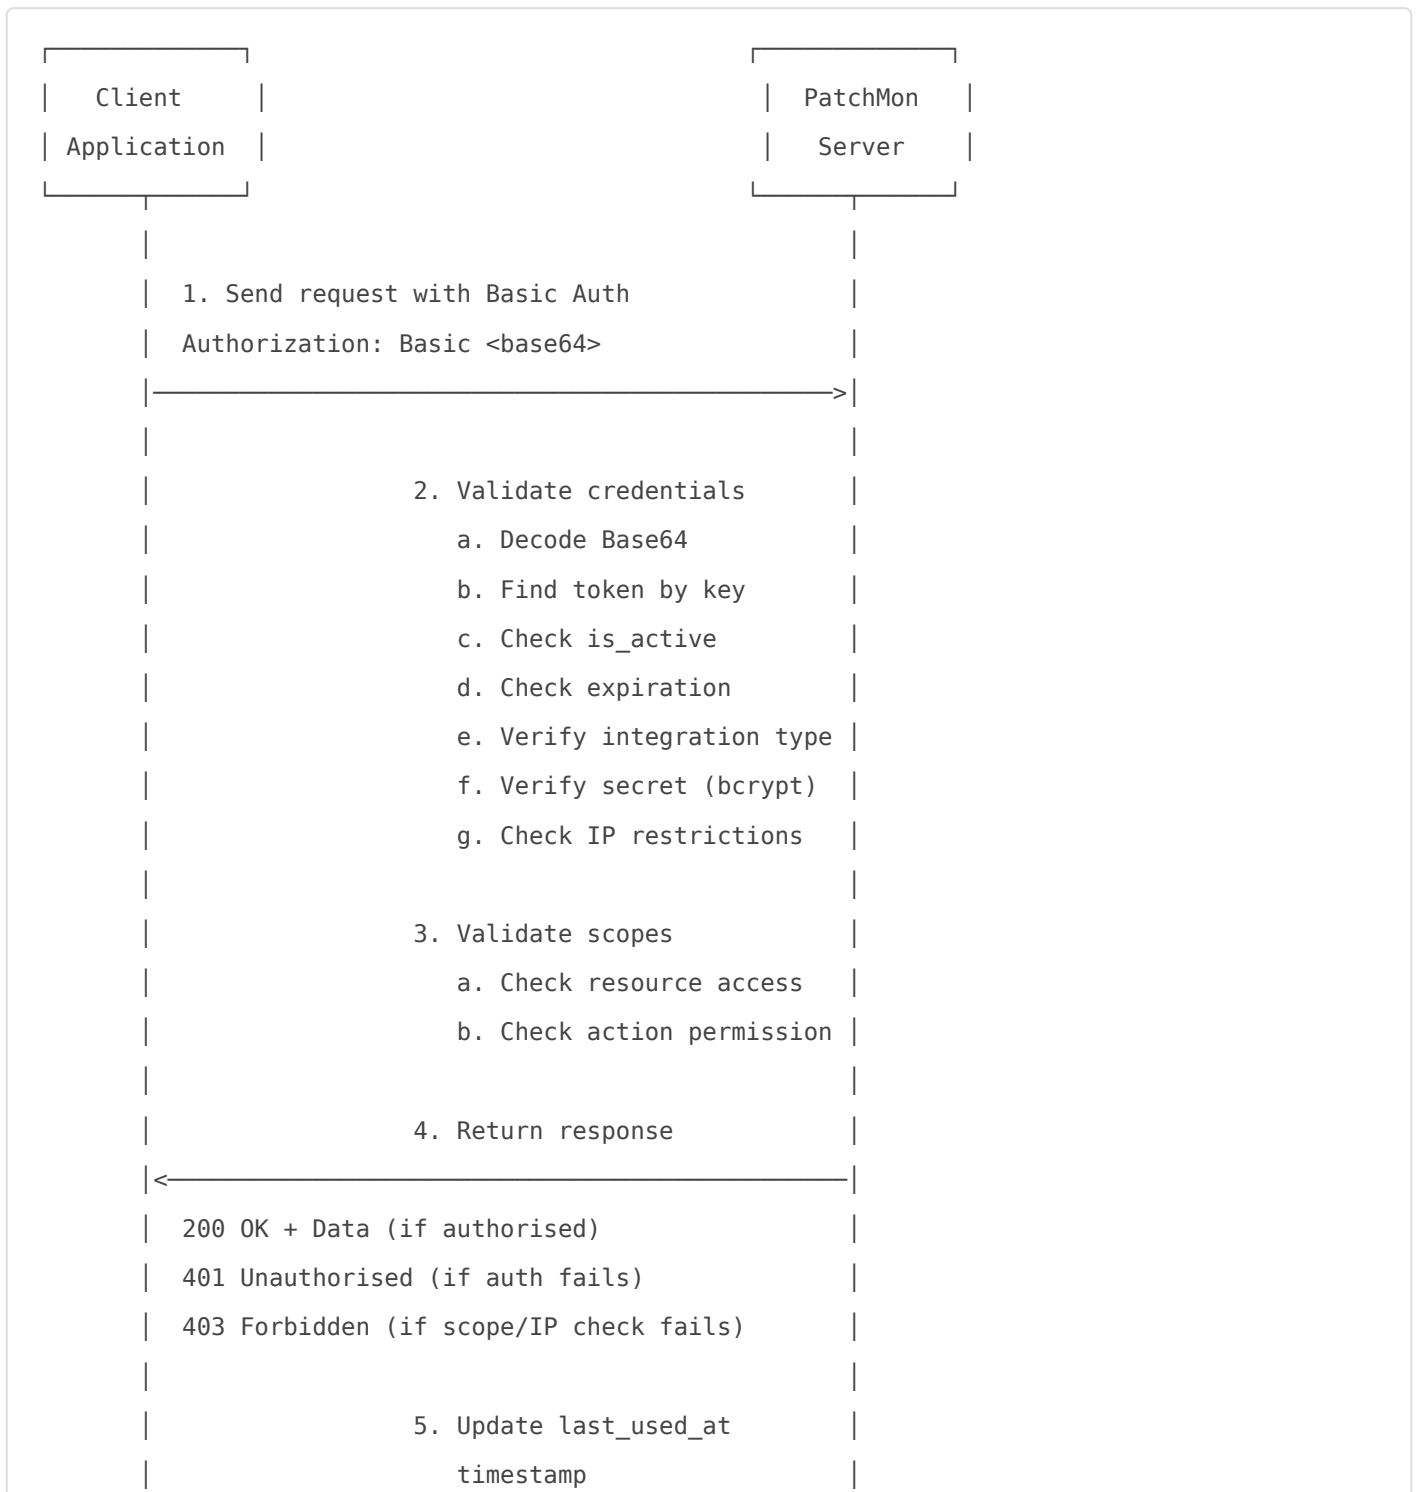 Client PatchMon
Application Server
1. Send request with Basic Auth
Authorization: Basic <base64>
>
2. Validate credentials
a. Decode Base64
b. Find token by key
c. Check is_active
d. Check expiration
e. Verify integration type
f. Verify secret (bcrypt)
g. Check IP restrictions
3. Validate scopes
a. Check resource access
b. Check action permission
4. Return response
<
200 OK + Data (if authorised)
401 Unauthorised (if auth fails)
403 Forbidden (if scope/IP check fails)
5. Update last_used_at
timestamp